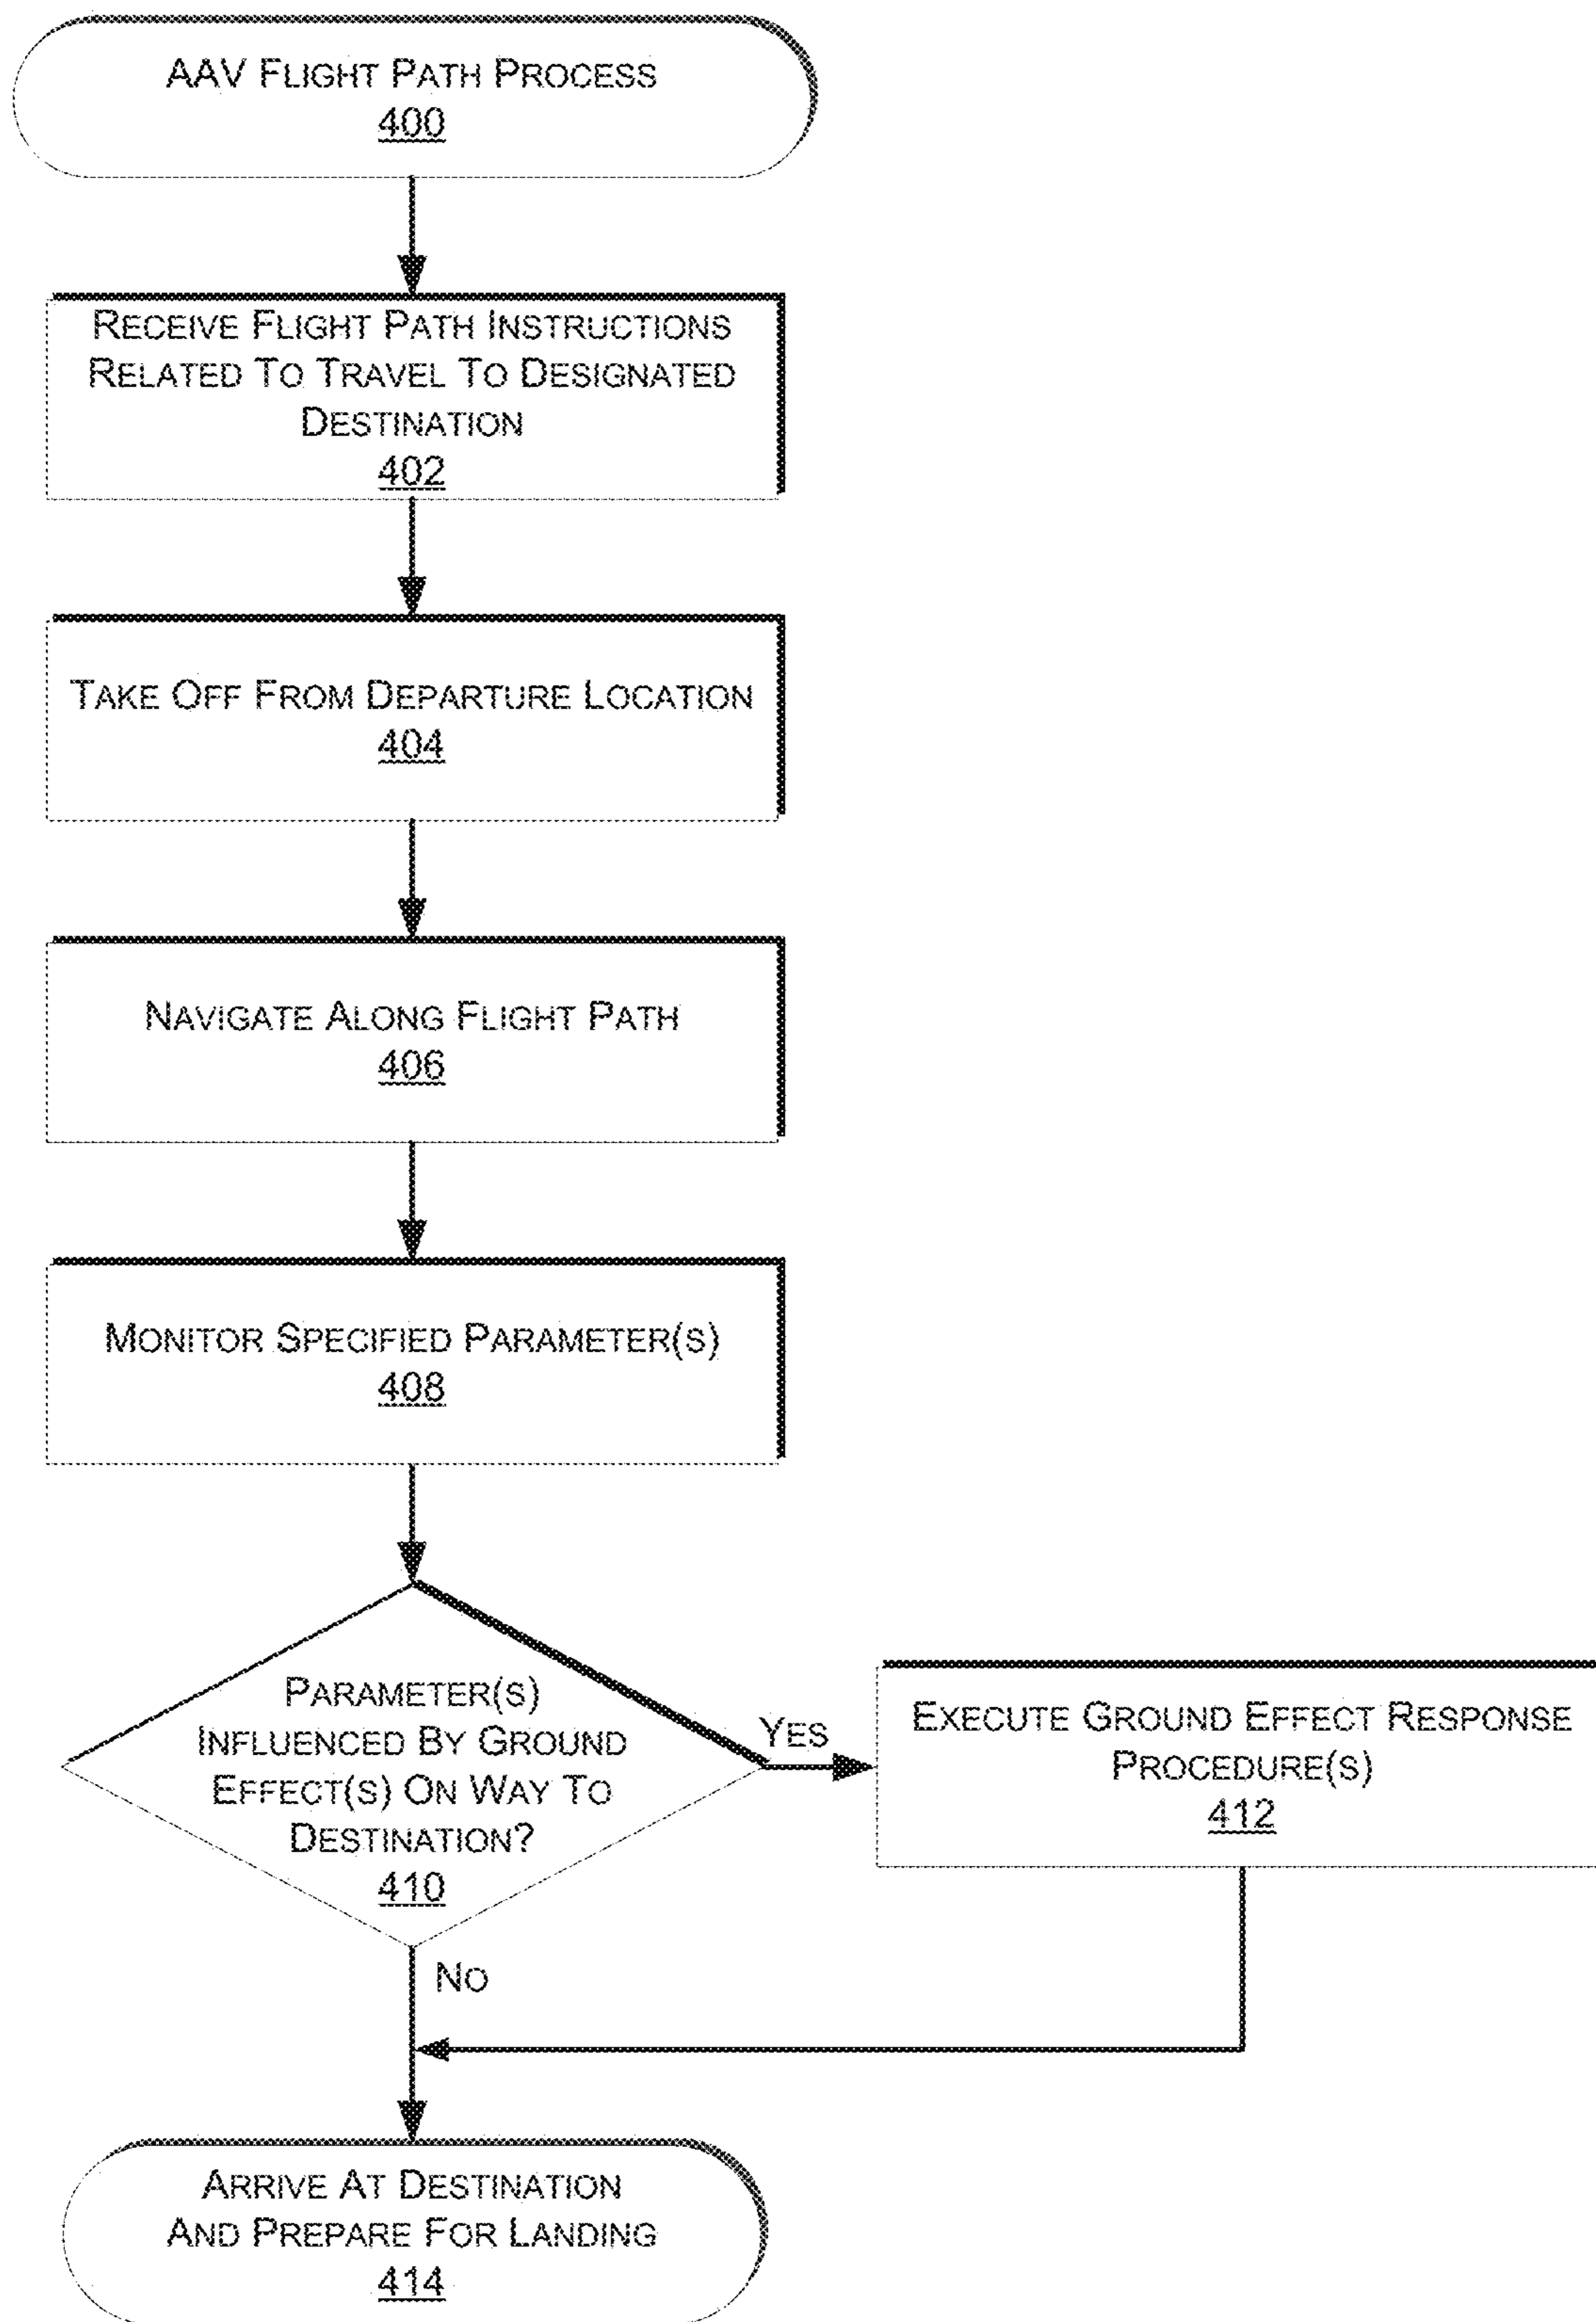 AAV FLIGHT PATH PROCESS
400
RECEIVE FLIGHT PATH INSTRUCTIONS
RELATED TO TRAVEL TO DESIGNATED
DESTINATION
402
TAKE OFF FROM DEPARTURE LOCATION
404
NAVIGATE ALONG FLIGHT PATH
406
MONITOR SPECIFIED PARAMETER(S)
408
PARAMETER(S)
INFLUENCED BY GROUND
EFFECT(S) ON WAY TO
DESTINATION?
410
YES
EXECUTE GROUND EFFECT RESPONSE
PROCEDURE(S)
412
NO
ARRIVE AT DESTINATION
AND PREPARE FOR LANDING
414